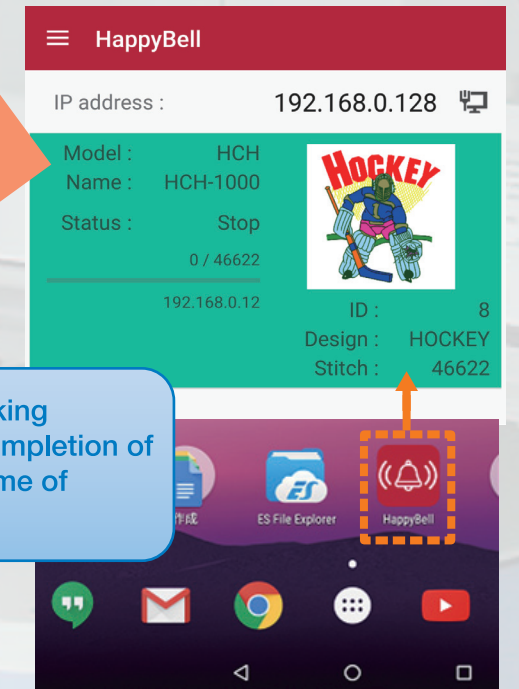 HappyBell
IP address : 192.168.0.128
Model : HCH
Name : HCH-1000
Status : Stop
0 / 46622
192.168.0.12
HOCKEY
ID : 8
Design : HOCKEY
Stitch : 46622
king
mpletion of
me of
作成
ES
ES File Explorer
HappyBell